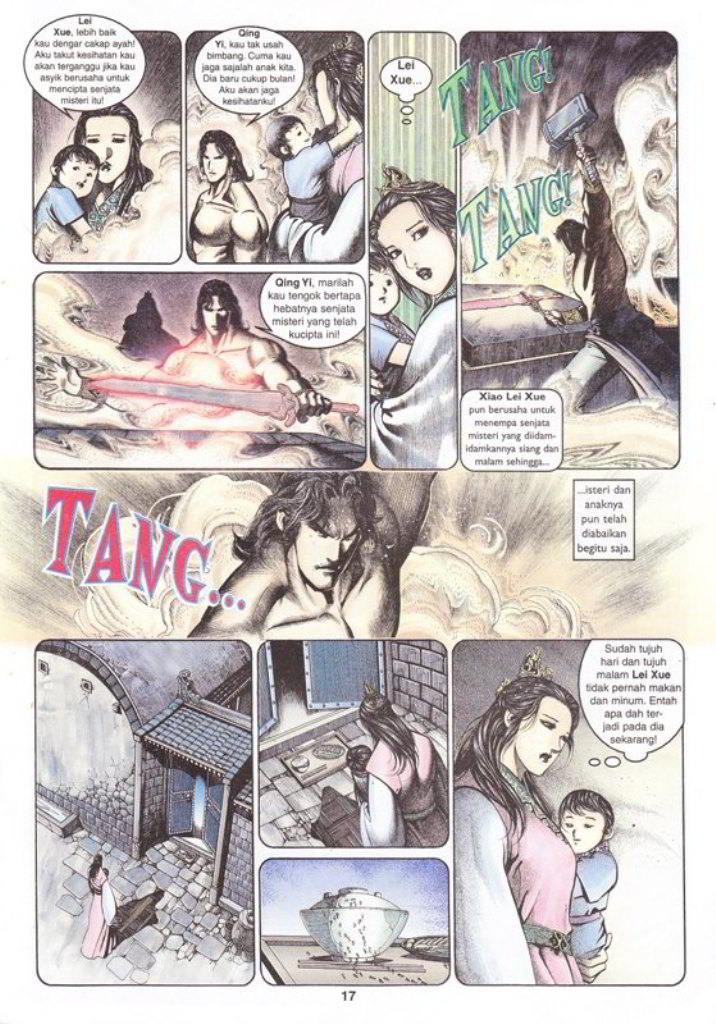 Lei
Xue, lebih baik
kau dengar cakap ayah!
Aku takut kesihatan kau
akan terganggu jika kau
asyik berusaha untuk
mencipta senjata
misteri itu!
Qing
Yi, kau tak usah
bimbang. Cuma kau
jaga sajalah anak kita.
Dia baru cukup bulan!
Aku akan jaga
kesihatanku!
Lei
Xue...
TANG!
TANG!
Qing Yi, marilah
kau tengok betapa
hebatnya senjata
misteri yang telah
kucipta ini!
Xiao Lei Xue
pun berusaha untuk
menempa senjata
misteri yang diidam-
idamkannya siang dan
malam sehingga...
TANG...
...isteri dan
anaknya
pun telah
diabaikan
begitu saja.
Sudah tujuh
hari dan tujuh
malam Lei Xue
tidak pernah makan
dan minum. Entah
apa dah ter-
jadi pada dia
sekarang!
17